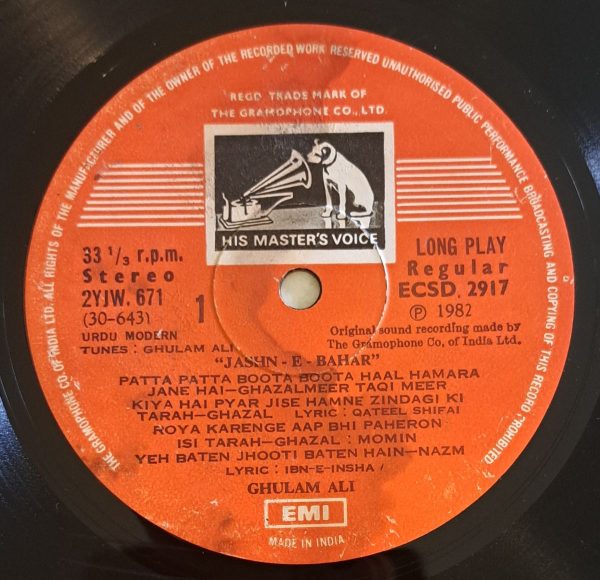 THE GRAMOPHONE CO. OF INDIA LTD. ALL RIGHTS OF THE MANUFACTURER AND OF THE OWNER OF THE RECORDED WORK RESERVED UNAUTHORISED PUBLIC PERFORMANCE BROADCASTING AND COPYING OF THIS RECORD PROHIBITED
REGD. TRADE MARK OF
THE GRAMOPHONE CO., LTD.
HIS MASTER'S VOICE
33 1/3 r.p.m.
Stereo
2YJW. 671
(30-643)
1
URDU MODERN
TUNES: GHULAM ALI
LONG PLAY
Regular
ECSD. 2917
Ⓟ 1982
Original sound recording made by
The Gramophone Co., of India Ltd.
"JASHN-E-BAHAR"
PATTA PATTA BOOTA BOOTA HAAL HAMARA
JANE HAI-GHAZALMEER TAQI MEER
KIYA HAI PYAR JISE HAMNE ZINDAGI KI
TARAH-GHAZAL LYRIC: QATEEL SHIFAI
ROYA KARENGE AAP BHI PAHERON
ISI TARAH-GHAZAL: MOMIN
YEH BATEN JHOOTI BATEN HAIN-NAZM
LYRIC: IBN-E-INSHA
GHULAM ALI
EMI
MADE IN INDIA